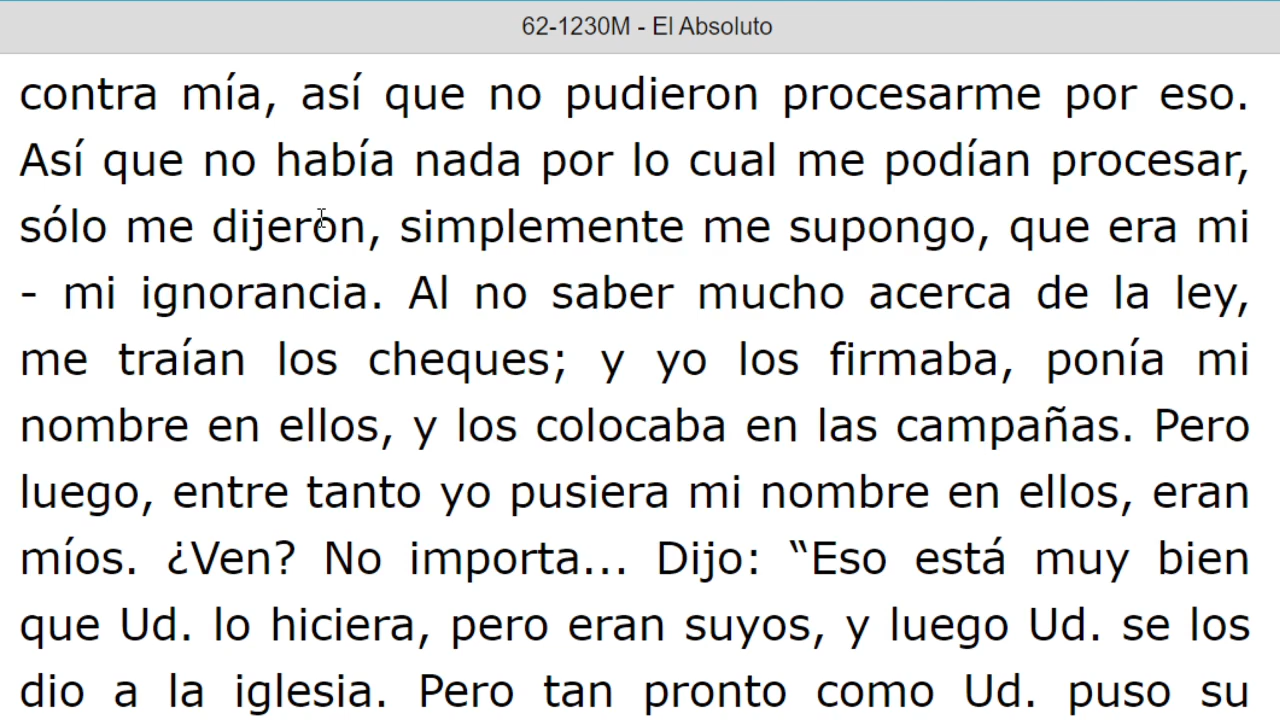 62-1230M - El Absoluto
contra mía, así que no pudieron procesarme por eso.
Así que no había nada por lo cual me podían procesar,
sólo me dijeron, simplemente me supongo, que era mi
- mi ignorancia. Al no saber mucho acerca de la ley,
me traían los cheques; y yo los firmaba, ponía mi
nombre en ellos, y los colocaba en las campañas. Pero
luego, entre tanto yo pusiera mi nombre en ellos, eran
míos. ¿Ven? No importa... Dijo: “Eso está muy bien
que Ud. lo hiciera, pero eran suyos, y luego Ud. se los
dio a la iglesia. Pero tan pronto como Ud. puso su